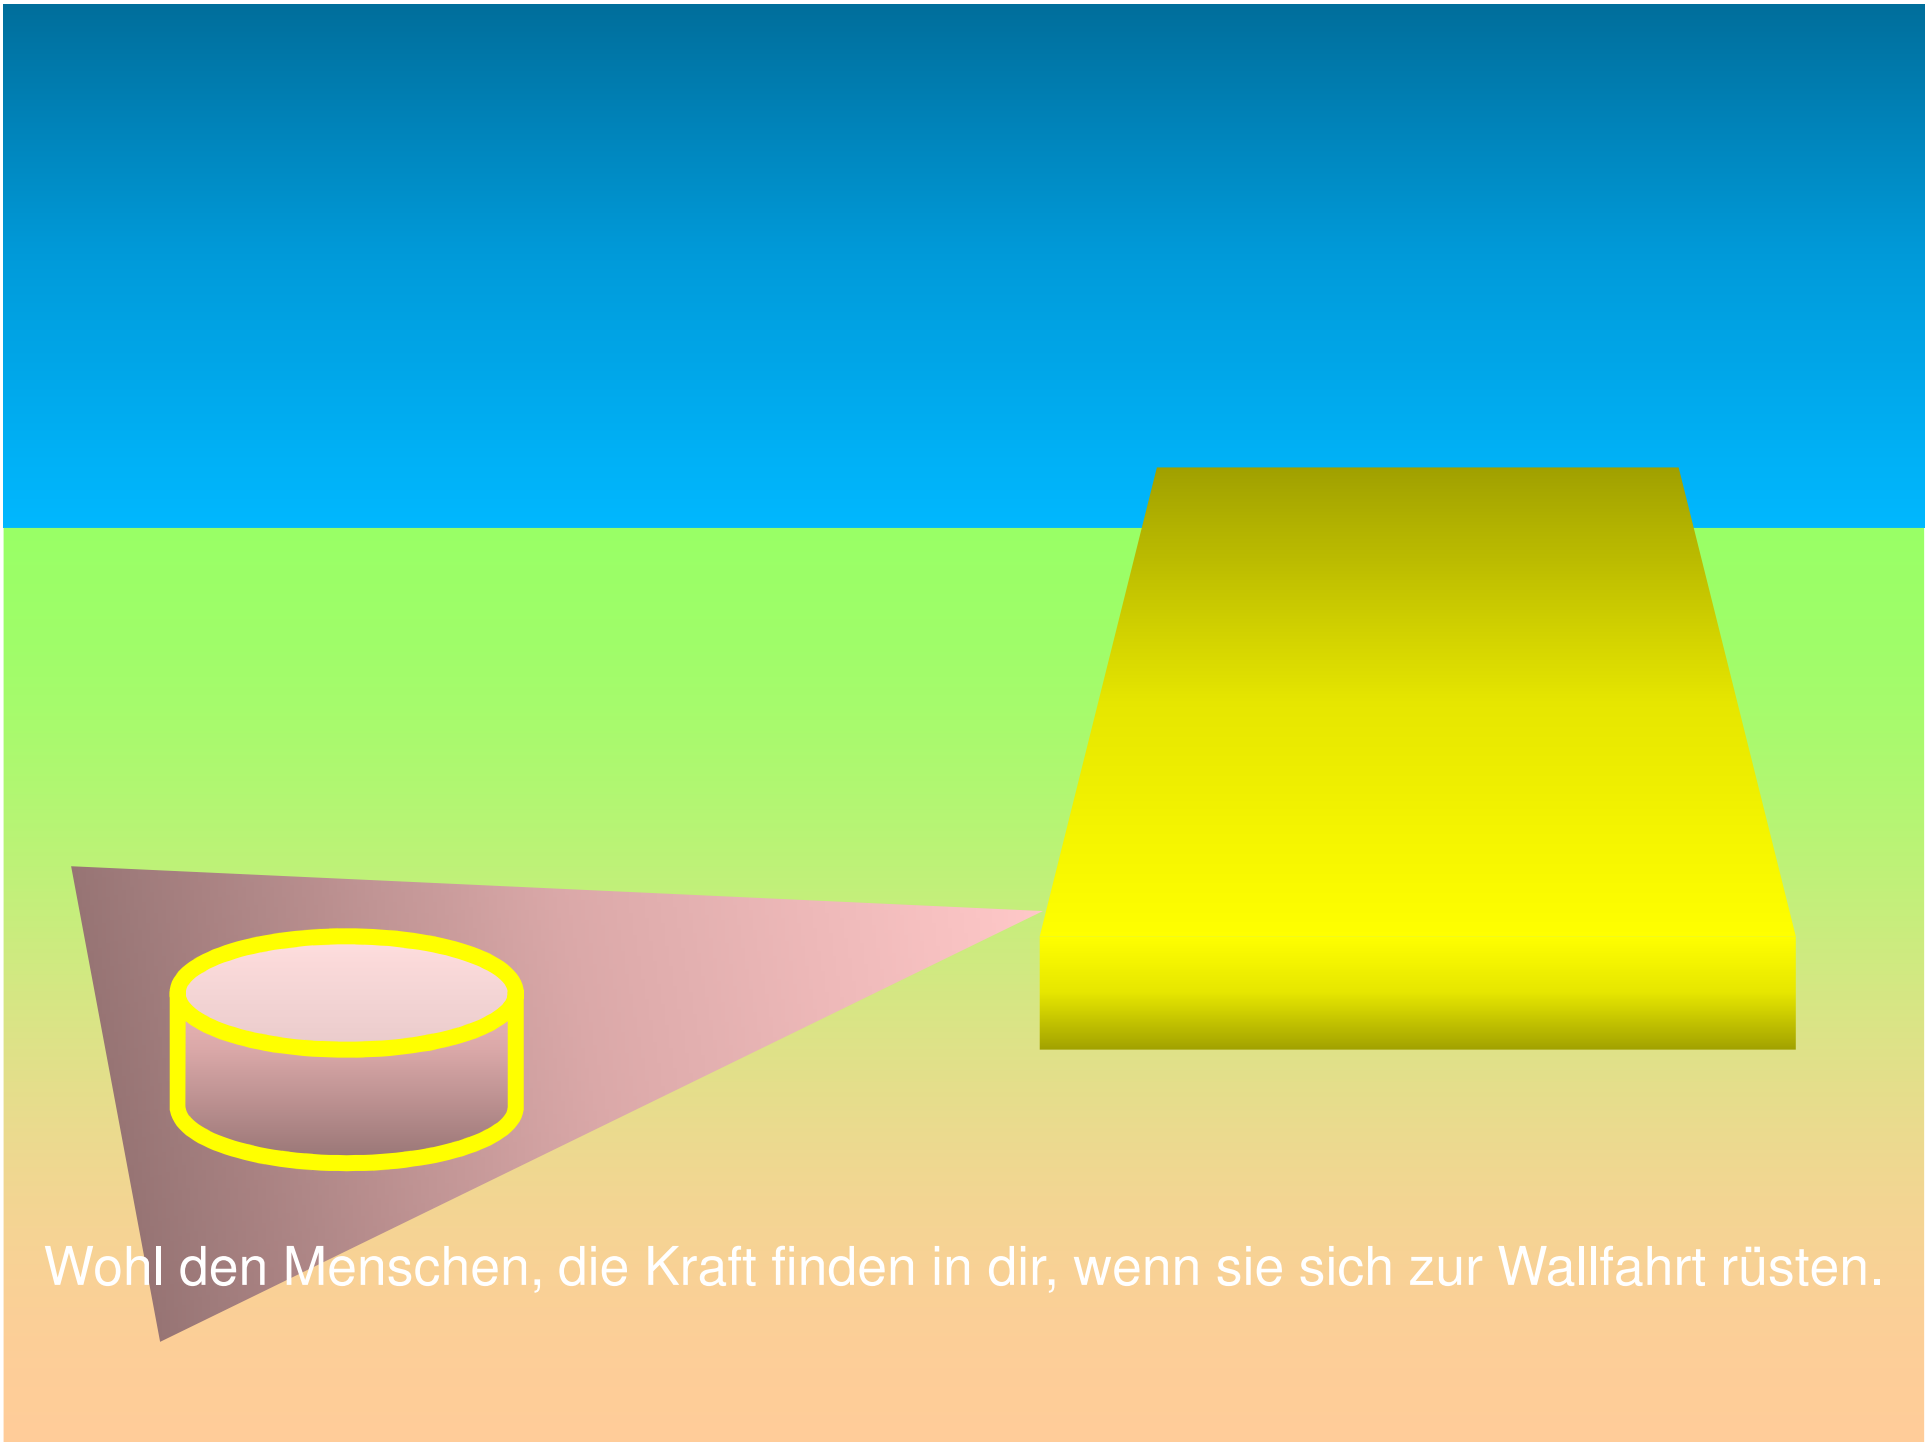 Wohl den Menschen, die Kraft finden in dir, wenn sie sich zur Wallfahrt rüsten.